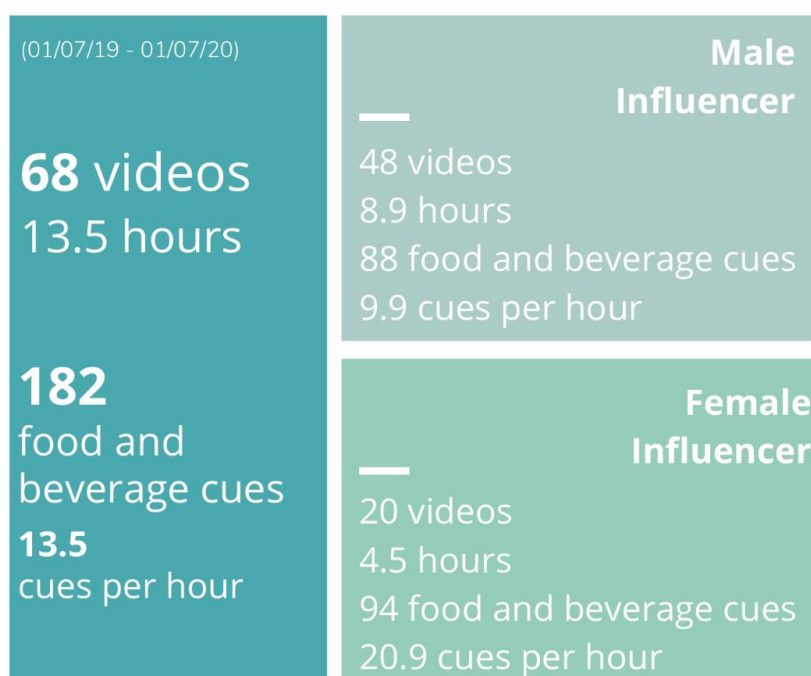 (01/07/19 - 01/07/20)
68 videos
13.5 hours
182
food and
beverage cues
13.5
cues per hour
Male
Influencer
48 videos
8.9 hours
88 food and beverage cues
9.9 cues per hour
Female
Influencer
20 videos
4.5 hours
94 food and beverage cues
20.9 cues per hour